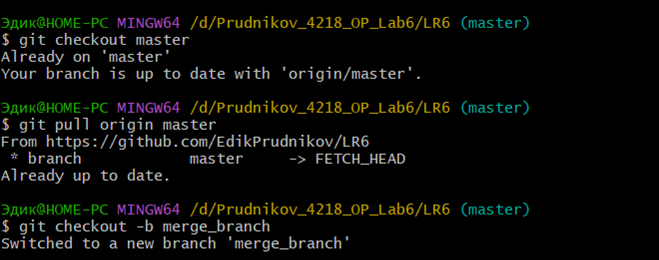 Эдик@HOME-PC MINGW64 /d/Prudnikov_4218_OP_Lab6/LR6 (master)
$ git checkout master
Already on 'master'
Your branch is up to date with 'origin/master'.
Эдик@HOME-PC MINGW64 /d/Prudnikov_4218_OP_Lab6/LR6 (master)
$ git pull origin master
From https://github.com/EdikPrudnikov/LR6
 * branch            master     -> FETCH_HEAD
Already up to date.
Эдик@HOME-PC MINGW64 /d/Prudnikov_4218_OP_Lab6/LR6 (master)
$ git checkout -b merge_branch
Switched to a new branch 'merge_branch'